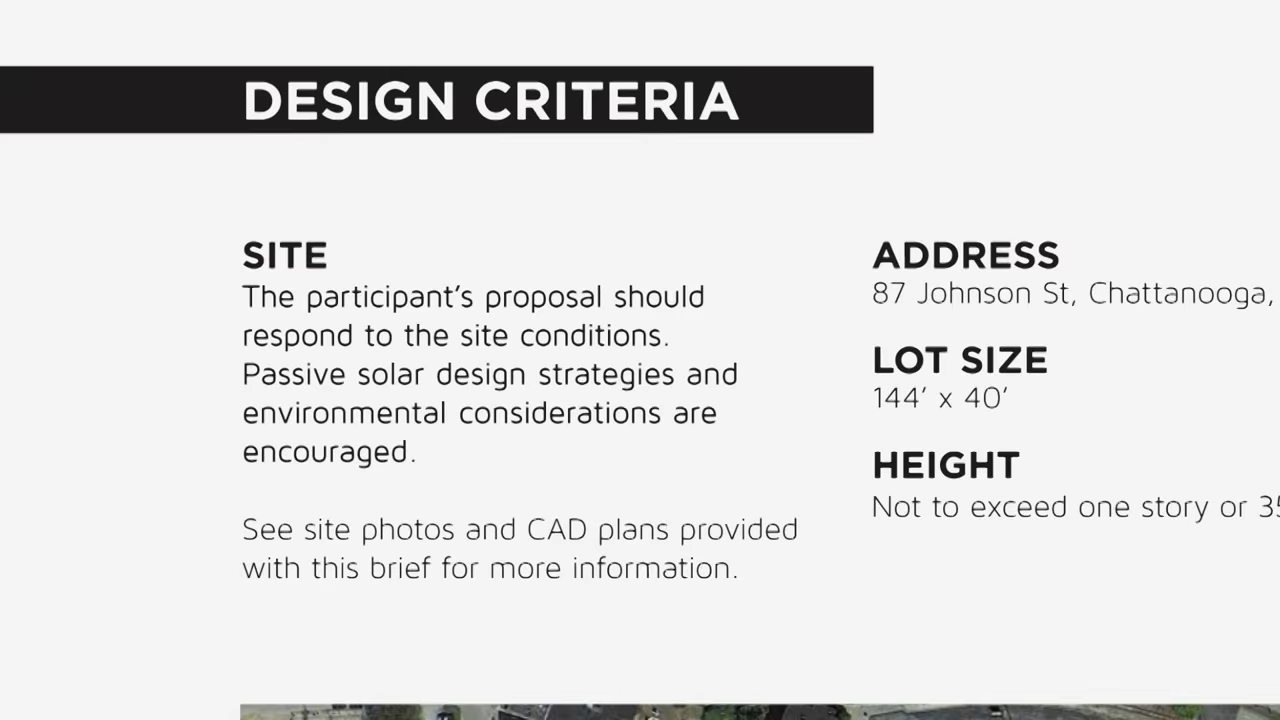 DESIGN CRITERIA
SITE
The participant’s proposal should
respond to the site conditions.
Passive solar design strategies and
environmental considerations are
encouraged.
See site photos and CAD plans provided
with this brief for more information.
ADDRESS
87 Johnson St, Chattanooga,
LOT SIZE
144’ x 40’
HEIGHT
Not to exceed one story or